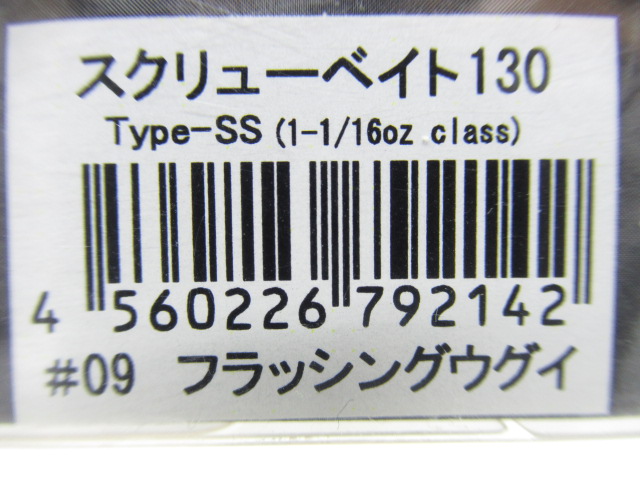 スクリューベイト130
Type-SS (1-1/16oz class)
4 560226 792142
#09 フラッシングウグイ